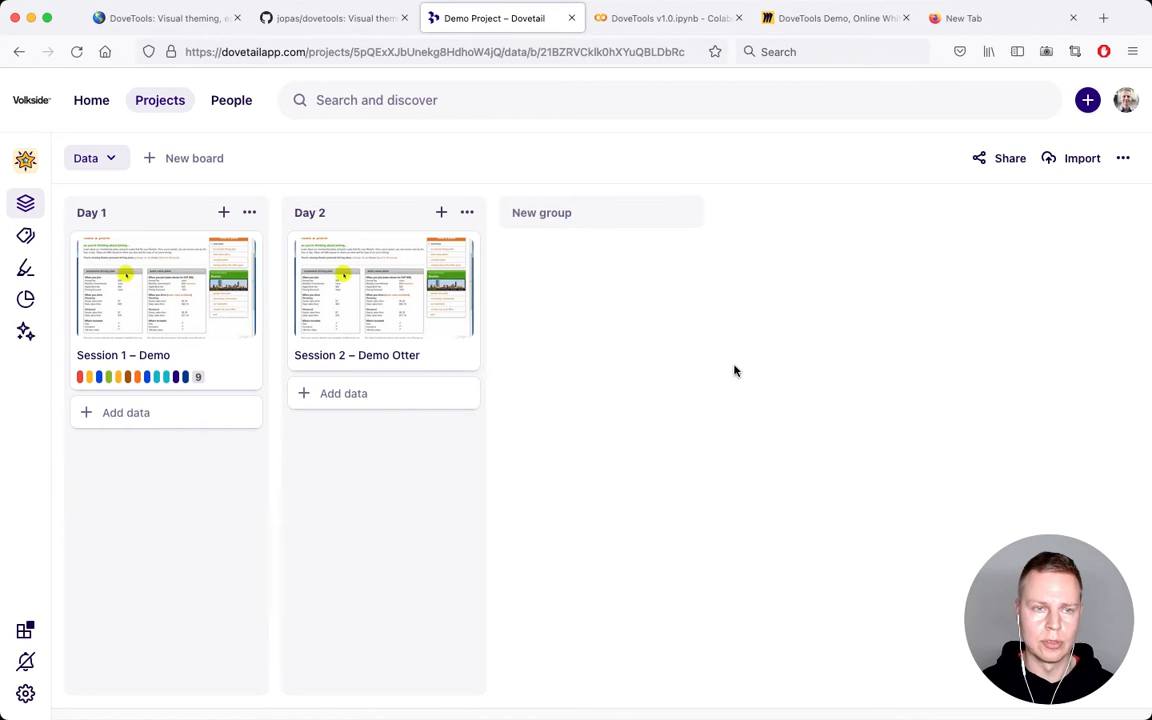 DoveTools: Visual theming, e
jopas/dovetools: Visual them
Demo Project – Dovetail
DoveTools v1.0.ipynb - Colab
DoveTools Demo, Online Whi
New Tab
https://dovetailapp.com/projects/5pQExXJbUnekg8HdhoW4jQ/data/b/21BZRVCkIk0hXYuQBLDbRc
Search
Volkside
Home
Projects
People
Search and discover
Data
New board
Share
Import
Day 1
Day 2
New group
Session 1 – Demo
9
Add data
Session 2 – Demo Otter
Add data